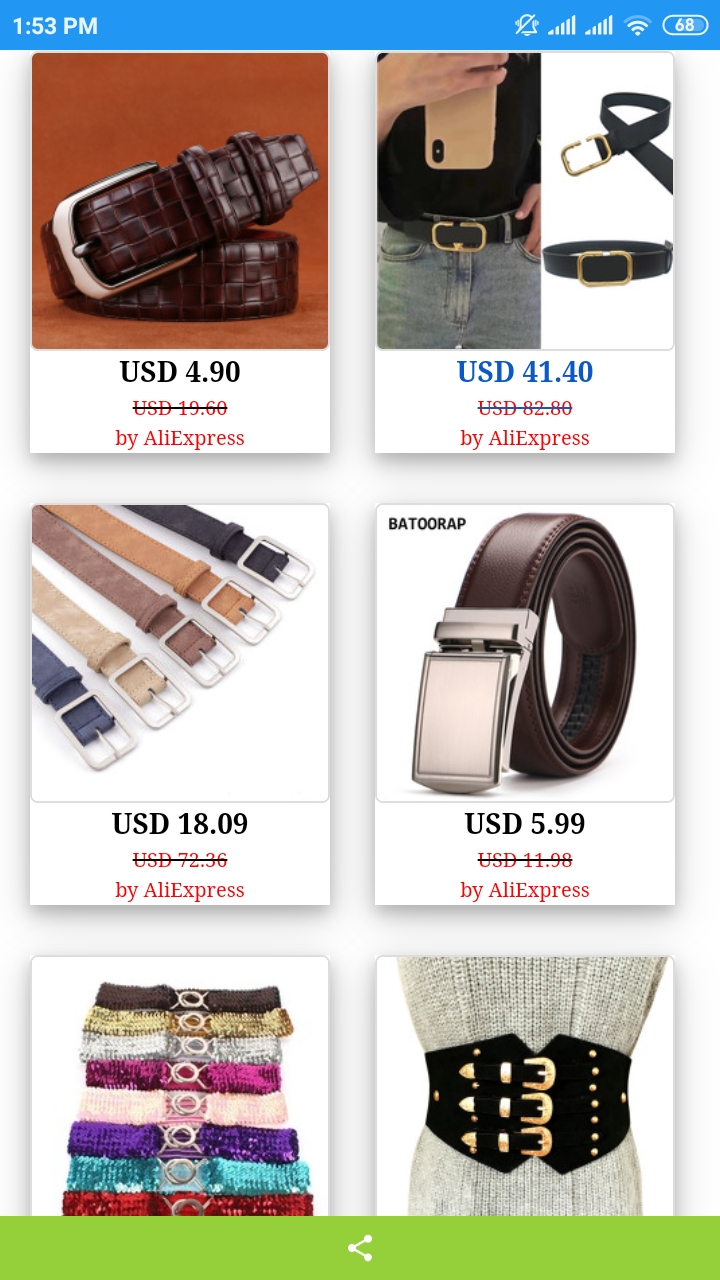 1:53 PM
68
USD 4.90
USD 19.60
by AliExpress
USD 41.40
USD 82.80
by AliExpress
BATOORAP
USD 18.09
USD 72.36
by AliExpress
USD 5.99
USD 11.98
by AliExpress